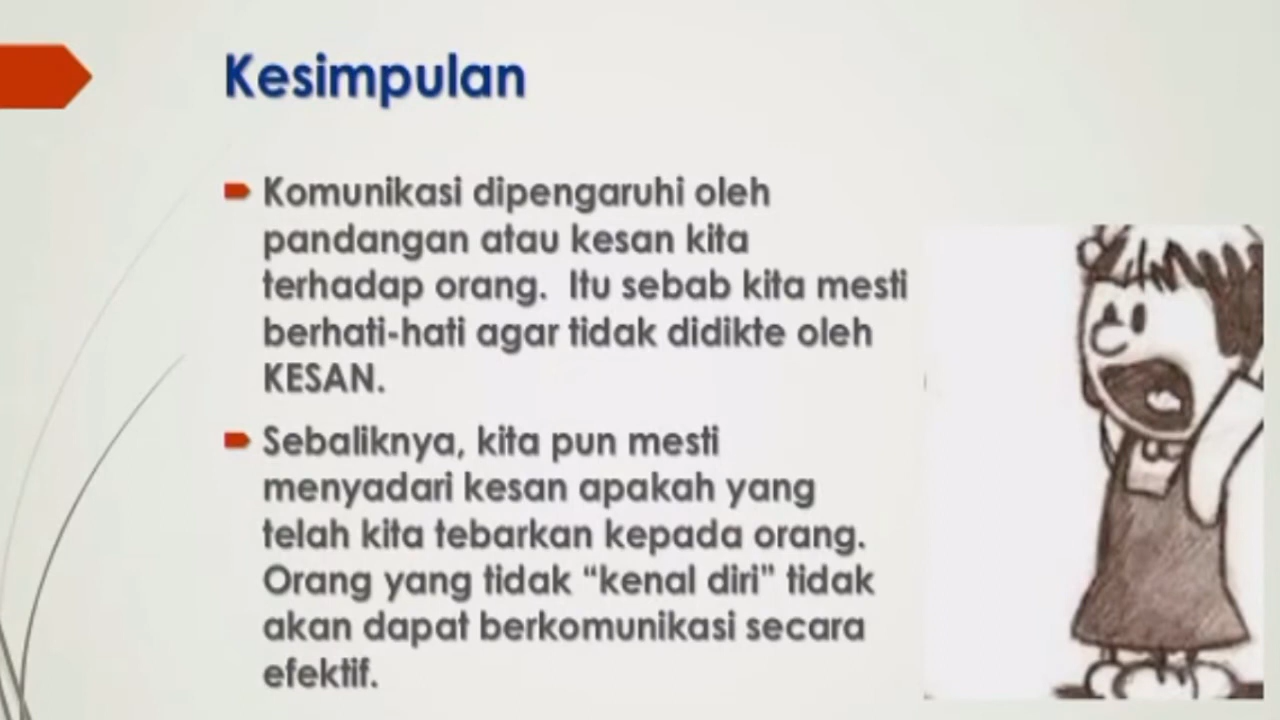 Kesimpulan
Komunikasi dipengaruhi oleh
pandangan atau kesan kita
terhadap orang. Itu sebab kita mesti
berhati-hati agar tidak didikte oleh
KESAN.
Sebaliknya, kita pun mesti
menyadari kesan apakah yang
telah kita tebarkan kepada orang.
Orang yang tidak “kenal diri” tidak
akan dapat berkomunikasi secara
efektif.